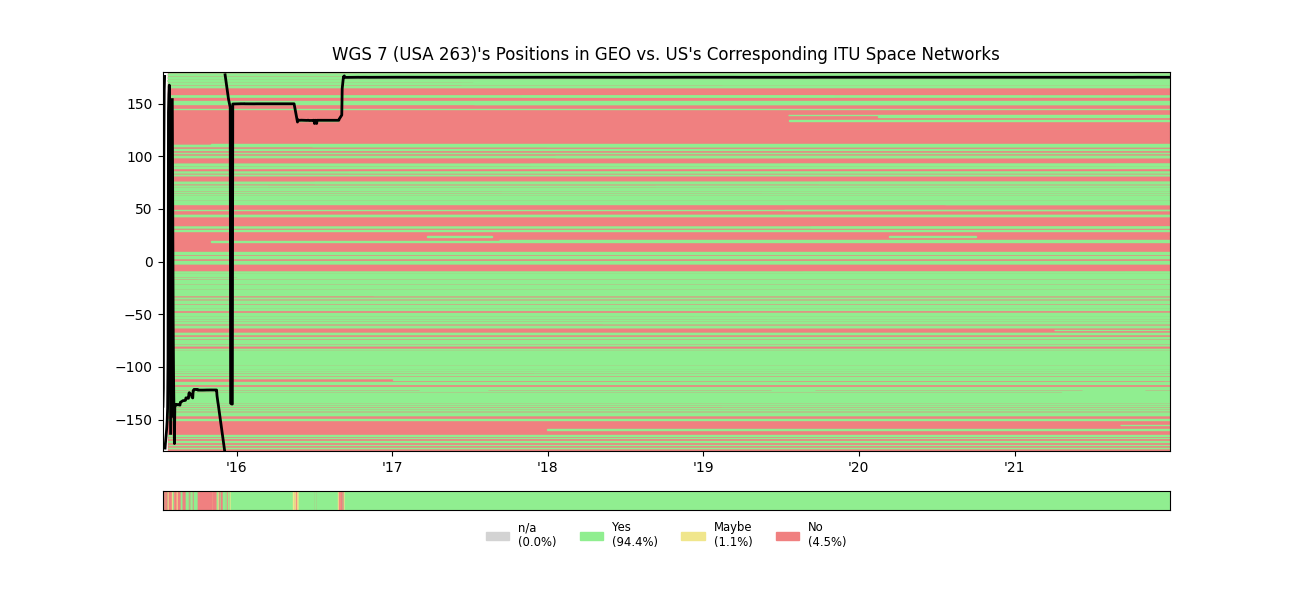 WGS 7 (USA 263)'s Positions in GEO vs. US's Corresponding ITU Space Networks
150
100
50
0
−50
−100
−150
'16 '17 '18 '19 '20 '21
n/a Yes Maybe No
(0.0%) (94.4%) (1.1%) (4.5%)